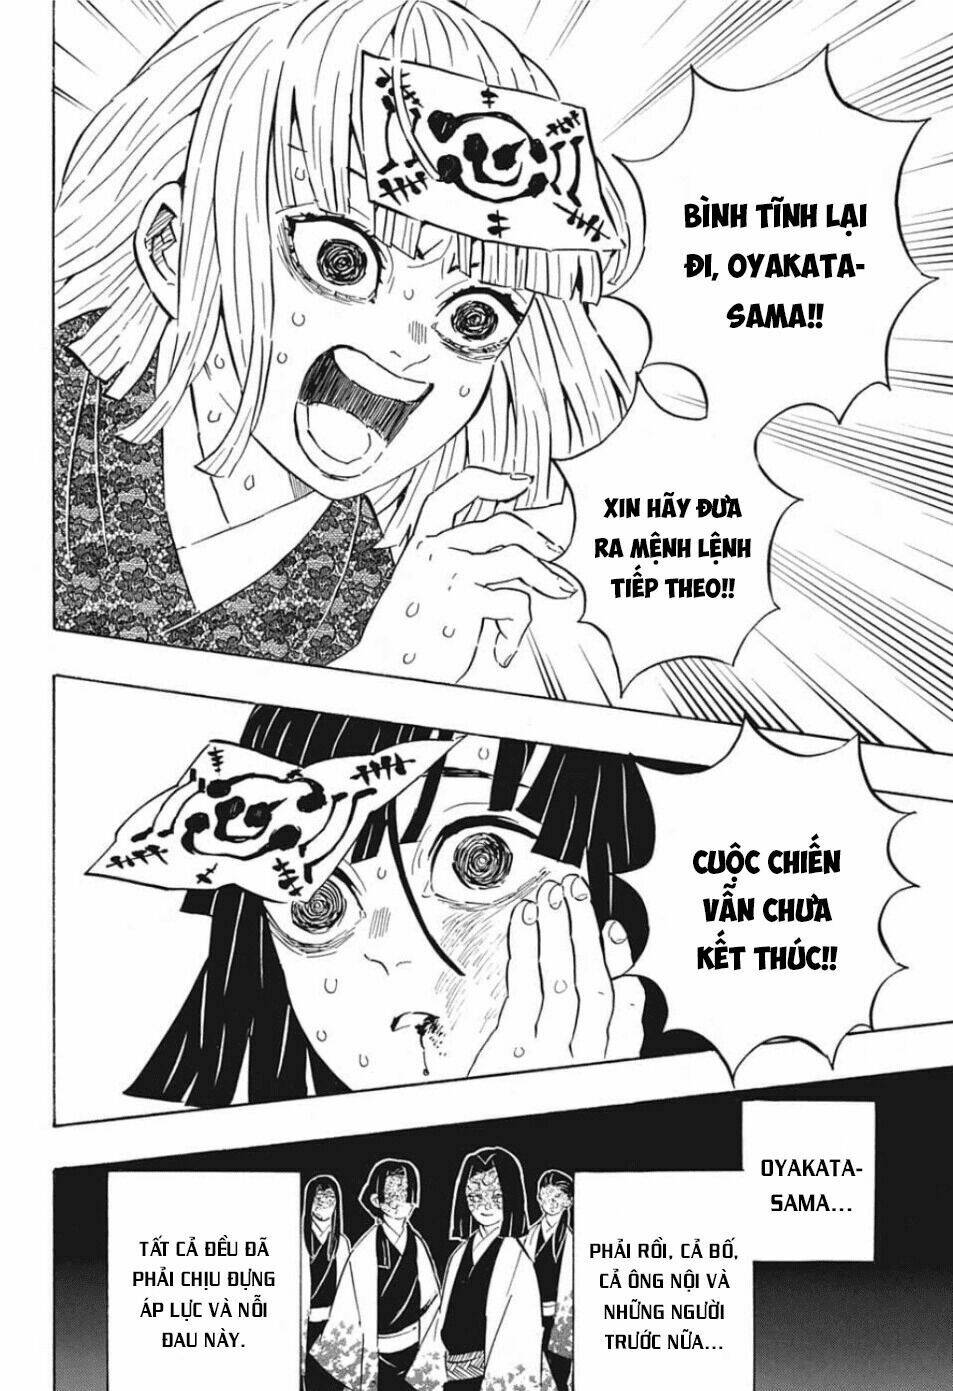 BÌNH TĨNH LẠI
ĐI, OYAKATA-
SAMA!!
XIN HÃY ĐƯA
RA MỆNH LỆNH
TIẾP THEO!!
CUỘC CHIẾN
VẪN CHƯA
KẾT THÚC!!
OYAKATA-
SAMA...
PHẢI RỒI, CẢ BỐ,
CẢ ÔNG NỘI VÀ
NHỮNG NGƯỜI
TRƯỚC NỮA...
TẤT CẢ ĐỀU ĐÃ
PHẢI CHỊU ĐỰNG
ÁP LỰC VÀ NỖI
ĐAU NÀY.